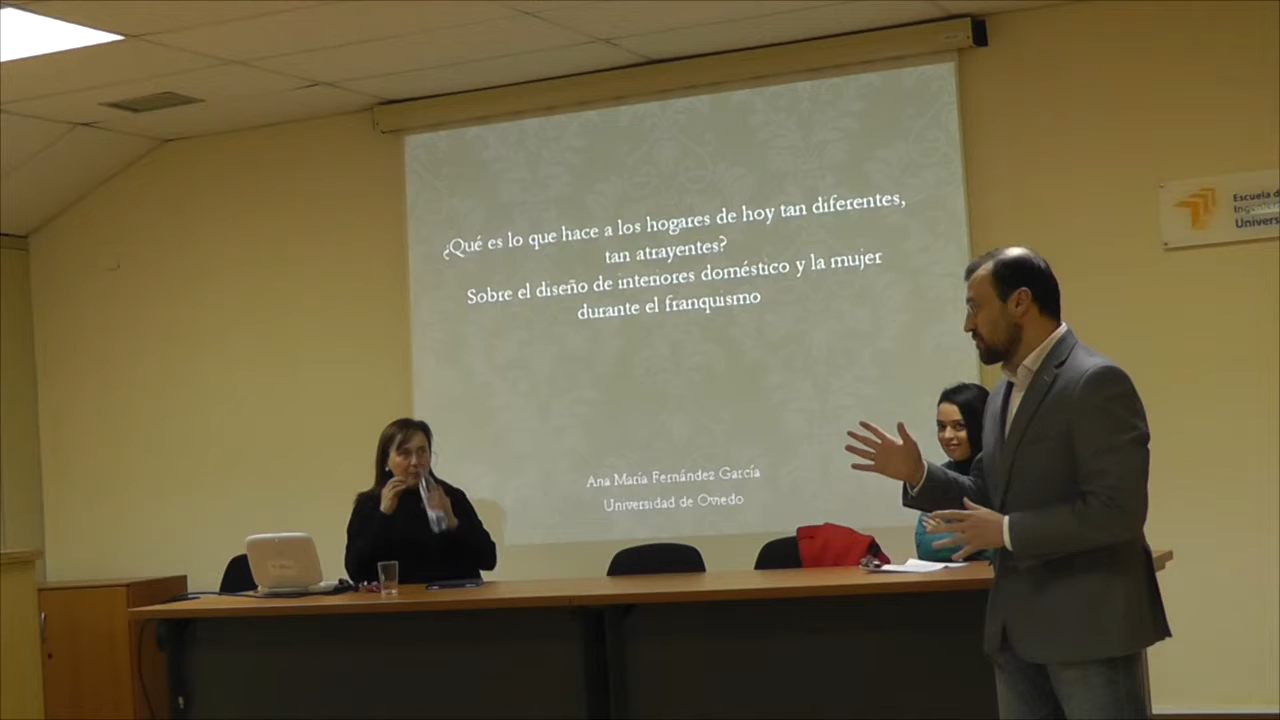 ¿Qué es lo que hace a los hogares de hoy tan diferentes,
tan atrayentes?
Sobre el diseño de interiores doméstico y la mujer
durante el franquismo
Ana María Fernández García
Universidad de Oviedo
Escuela